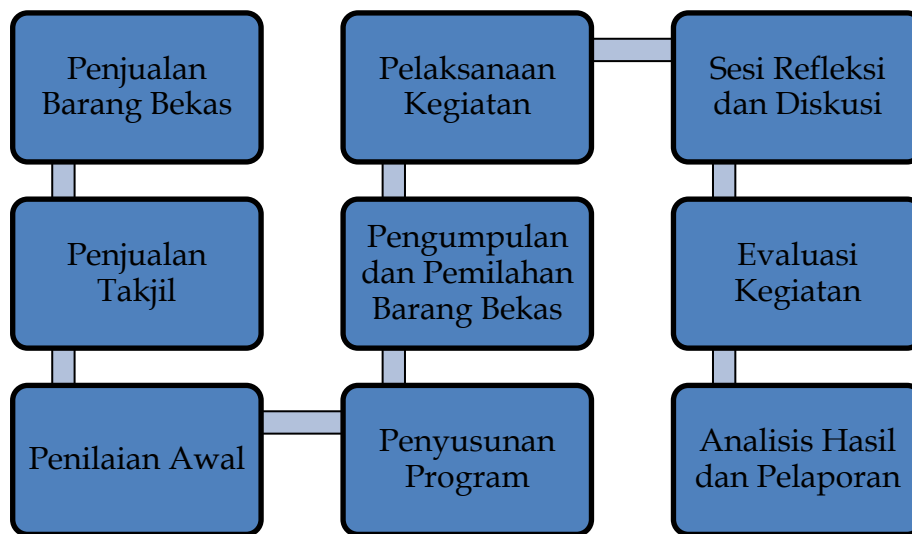 Penjualan
Barang Bekas
Penjualan
Takjil
Penilaian Awal
Penyusunan
Program
Pengumpulan
dan Pemilahan
Barang Bekas
Pelaksanaan
Kegiatan
Sesi Refleksi
dan Diskusi
Evaluasi
Kegiatan
Analisis Hasil
dan Pelaporan